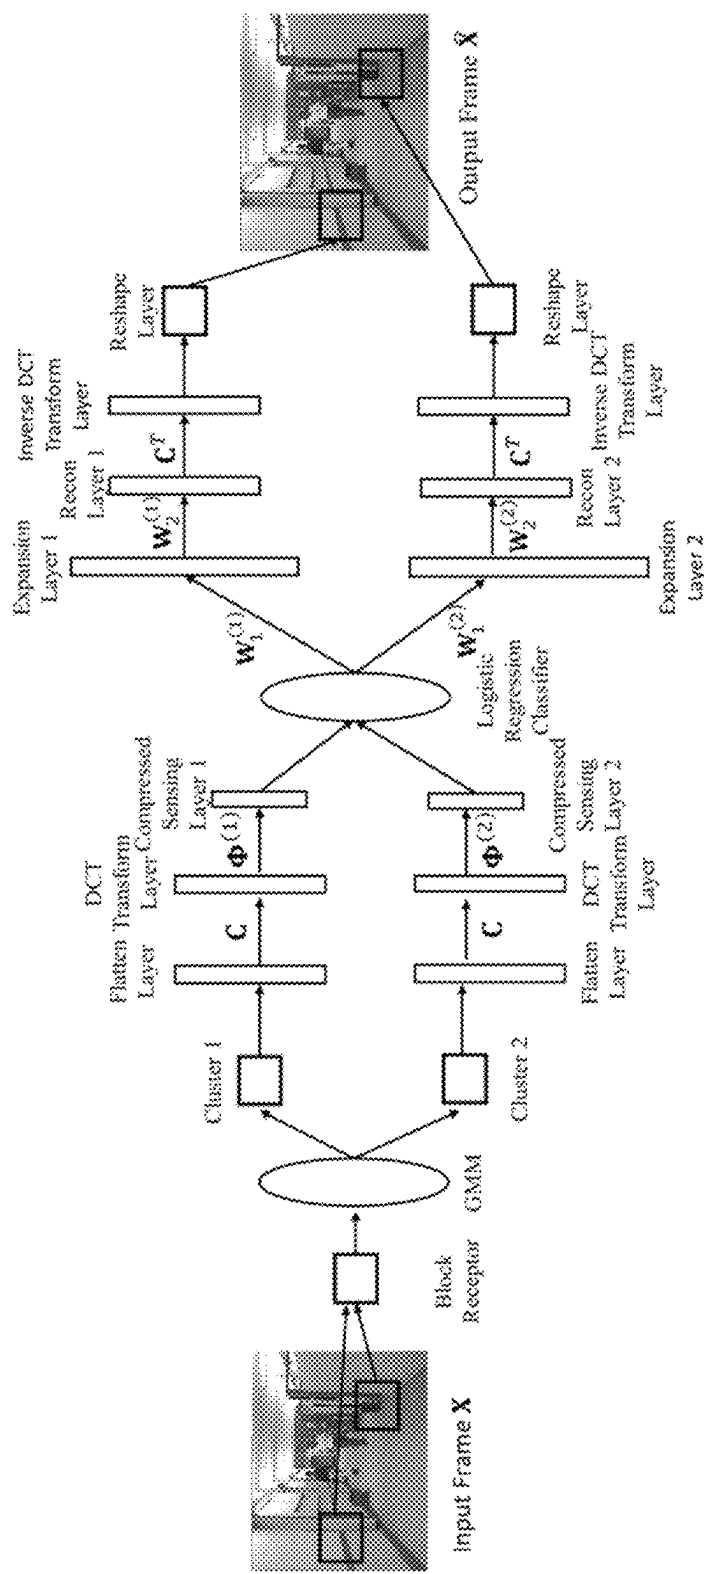 Input Frame X
Block
Receptor
GMM
Cluster 1
Cluster 2
Flatten
Layer
C
DCT
Transform
Layer
Φ(1)
Compressed
Sensing
Layer 1
Flatten
Layer
C
DCT
Transform
Layer
Φ(2)
Compressed
Sensing
Layer 2
Logistic
Regression
Classifier
W1(1)
Expansion
Layer 1
W2(1)
Recon
Layer 1
C^T
Inverse DCT
Transform
Layer
Reshape
Layer
W1(2)
Expansion
Layer 2
W2(2)
Recon
Layer 2
C^T
Inverse DCT
Transform
Layer
Reshape
Layer
Output Frame X̂